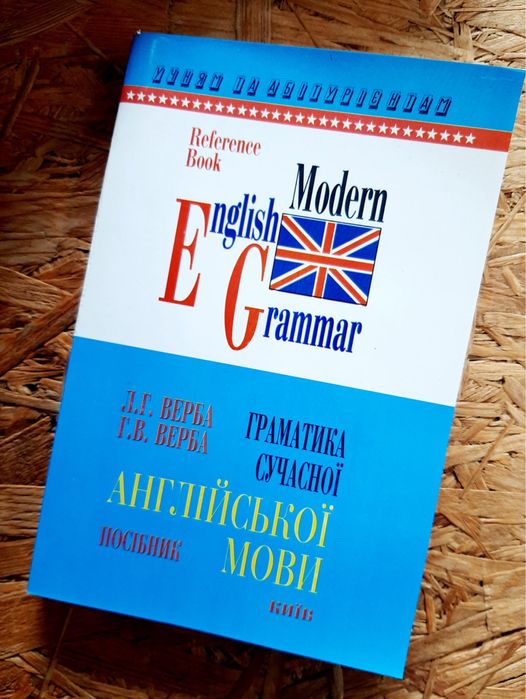 УЧНЯМ ТА АБІТУРІЄНТАМ
Reference
Book
Modern
English
Grammar
Л.Г. ВЕРБА
Г.В. ВЕРБА
ГРАМАТИКА
СУЧАСНОЇ
АНГЛІЙСЬКОЇ
МОВИ
ПОСІБНИК
КИЇВ